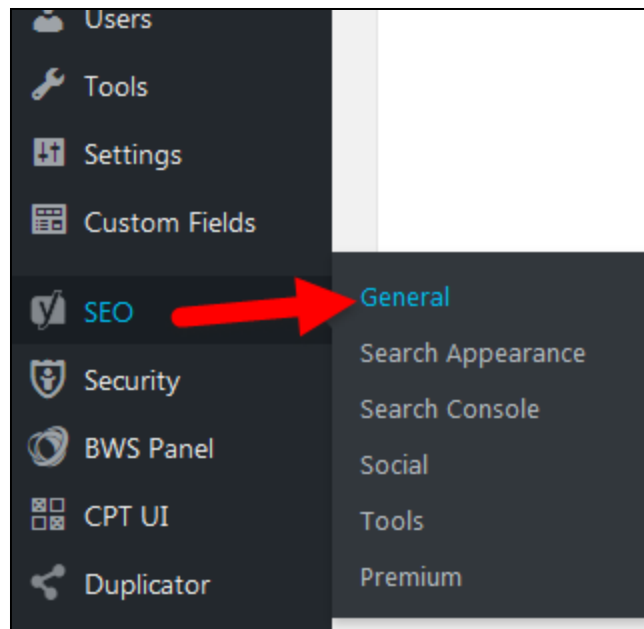 Users
Tools
Settings
Custom Fields
SEO
Security
BWS Panel
CPT UI
Duplicator
General
Search Appearance
Search Console
Social
Tools
Premium